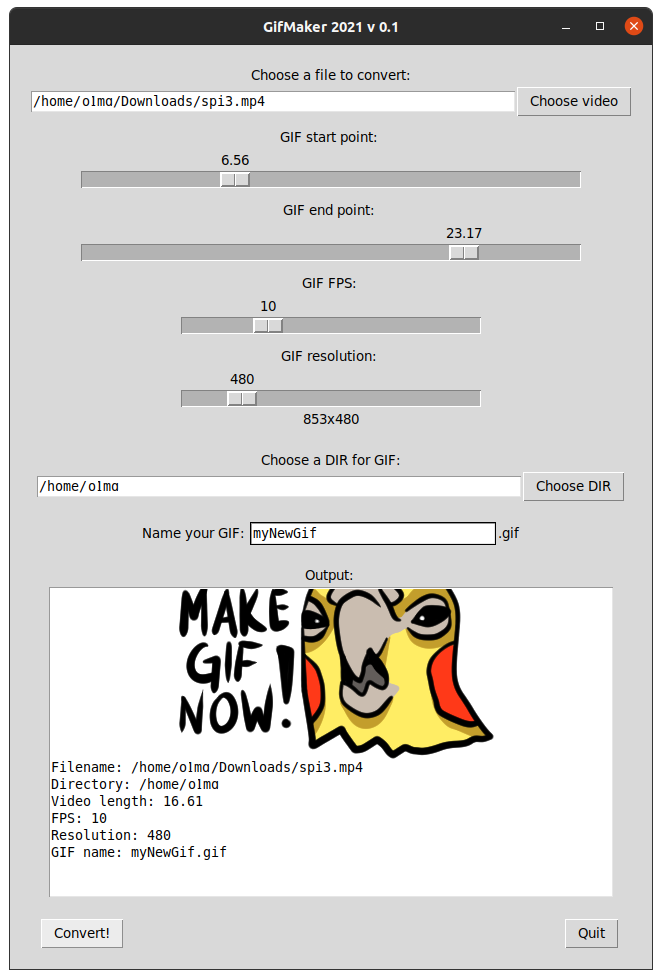 GifMaker 2021 v 0.1
Choose a file to convert:
/home/o1ma/Downloads/spi3.mp4 Choose video
GIF start point:
6.56
GIF end point:
23.17
GIF FPS:
10
GIF resolution:
480
853x480
Choose a DIR for GIF:
/home/o1ma Choose DIR
Name your GIF: myNewGif .gif
Output:
MAKE
GIF
NOW!
Filename: /home/o1ma/Downloads/spi3.mp4
Directory: /home/o1ma
Video length: 16.61
FPS: 10
Resolution: 480
GIF name: myNewGif.gif
Convert! Quit